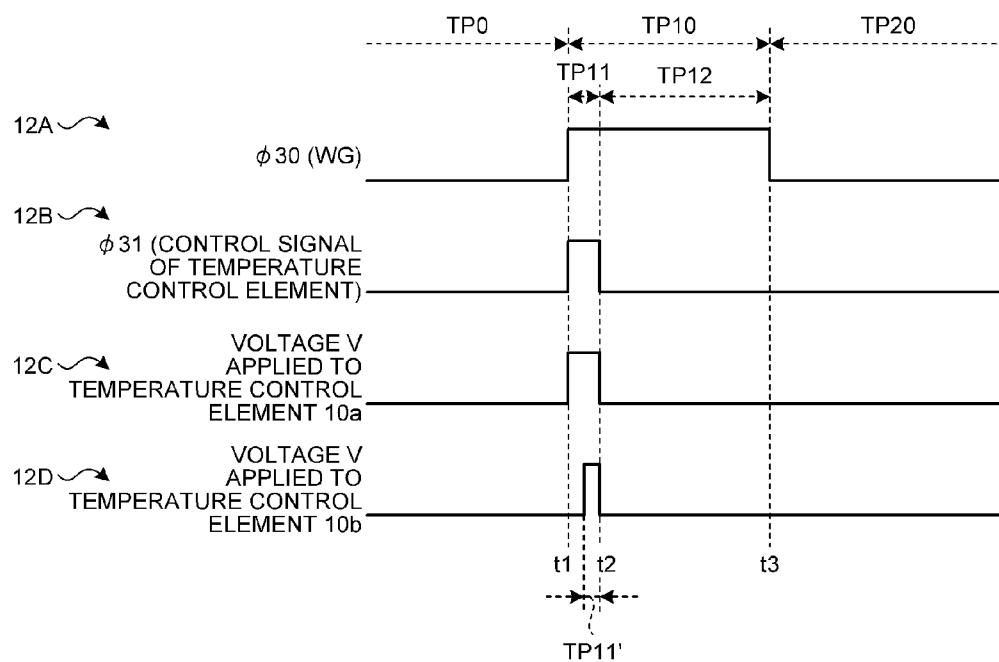 TP0
TP10
TP20
TP11
TP12
12A
ϕ30 (WG)
12B
ϕ31 (CONTROL SIGNAL
OF TEMPERATURE
CONTROL ELEMENT)
12C
VOLTAGE V
APPLIED TO
TEMPERATURE CONTROL
ELEMENT 10a
12D
VOLTAGE V
APPLIED TO
TEMPERATURE CONTROL
ELEMENT 10b
t1
t2
t3
TP11'